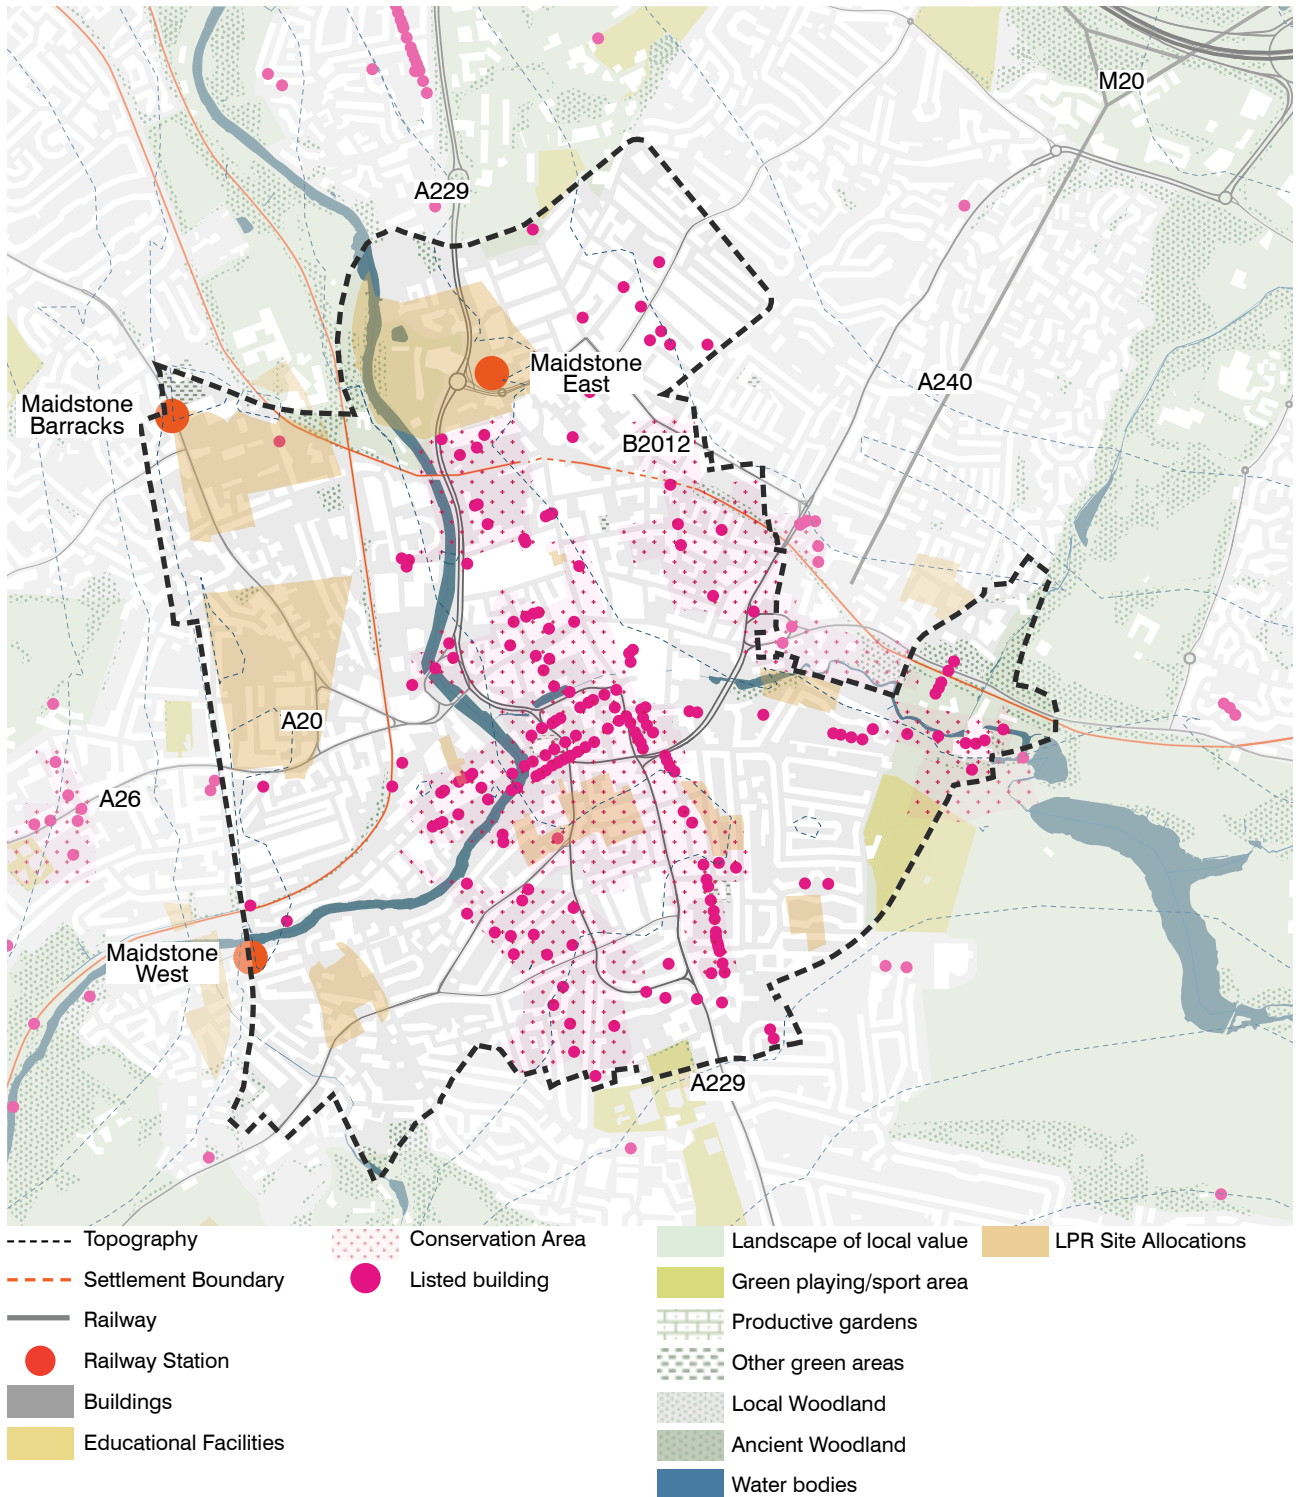 M20
A229
Maidstone
East
A240
Maidstone
Barracks
B2012
A20
A26
Maidstone
West
A229
Topography
Settlement Boundary
Railway
Railway Station
Buildings
Educational Facilities
Conservation Area
Listed building
Landscape of local value
Green playing/sport area
Productive gardens
Other green areas
Local Woodland
Ancient Woodland
Water bodies
LPR Site Allocations